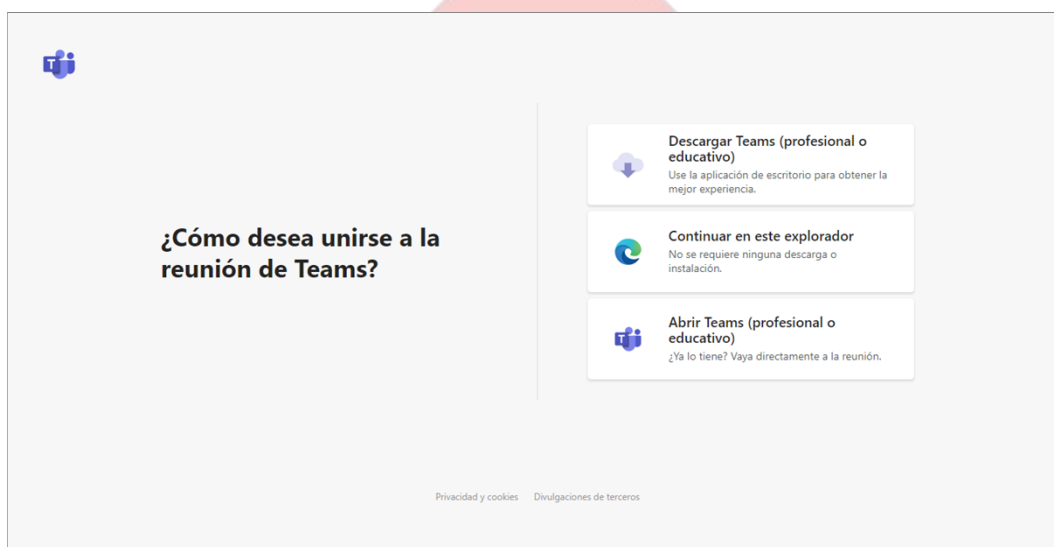 ¿Cómo desea unirse a la
reunión de Teams?
Descargar Teams (profesional o
educativo)
Use la aplicación de escritorio para obtener la
mejor experiencia.
Continuar en este explorador
No se requiere ninguna descarga o
instalación.
Abrir Teams (profesional o
educativo)
¿Ya lo tiene? Vaya directamente a la reunión.
Privacidad y cookies Divulgaciones de terceros